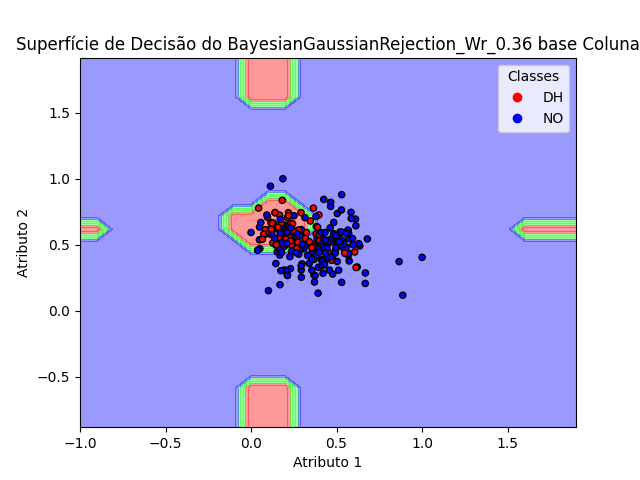 Superfície de Decisão do BayesianGaussianRejection_Wr_0.36 base Coluna
Classes
DH
NO
1.5
1.0
0.5
0.0
−0.5
Atributo 2
−1.0
−0.5
0.0
0.5
1.0
1.5
Atributo 1